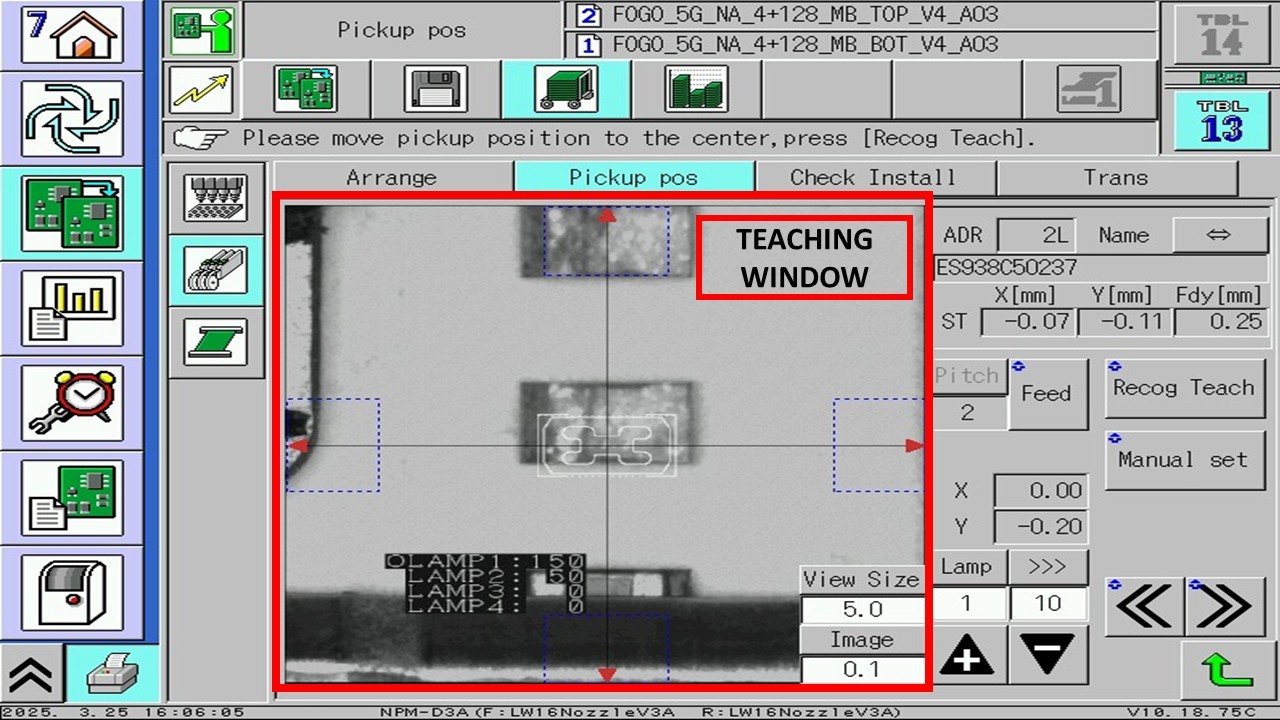 7
Pickup pos
2 FOGO_5G_NA_4+128_MB_TOP_V4_A03
1 FOGO_5G_NA_4+128_MB_BOT_V4_A03
TBL
14
TBL
13
LANE1
Please move pickup position to the center,press [Recog Teach].
Arrange
Pickup pos
Check Install
Trans
TEACHING
WINDOW
ADR 2L Name ⇔
ES938C50237
X[mm] Y[mm] Fdy[mm]
ST -0.07 -0.11 0.25
Pitch
2
Feed
Recog Teach
Manual set
X 0.00
Y -0.20
Lamp >>>
1 10
OLAMP1:150
LAMP2: 50
LAMP3: 0
LAMP4: 0
View Size
5.0
Image
0.1
2025. 3.25 16:06:05
NPM-D3A(F:LW16NozzleV3A R:LW16NozzleV3A)
V10.18.75C